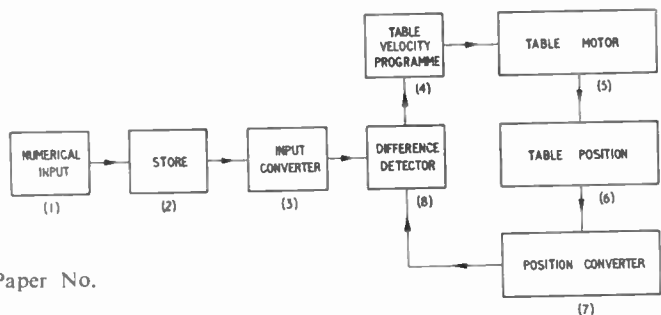 TABLE
VELOCITY
PROGRAMME
(4)
TABLE MOTOR
(5)
NUMERICAL
INPUT
(1)
STORE
(2)
INPUT
CONVERTER
(3)
DIFFERENCE
DETECTOR
(8)
TABLE POSITION
(6)
POSITION CONVERTER
(7)
Paper No.